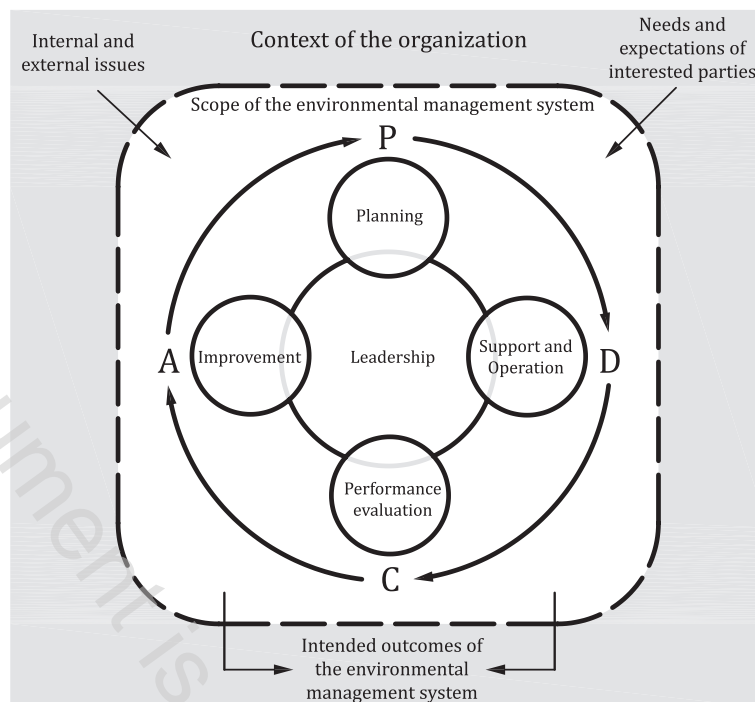 Internal and
external issues
Context of the organization
Needs and
expectations of
interested parties
Scope of the environmental management system
P
Planning
A
Improvement
Leadership
Support and
Operation
D
Performance
evaluation
C
Intended outcomes of
the environmental
management system
is